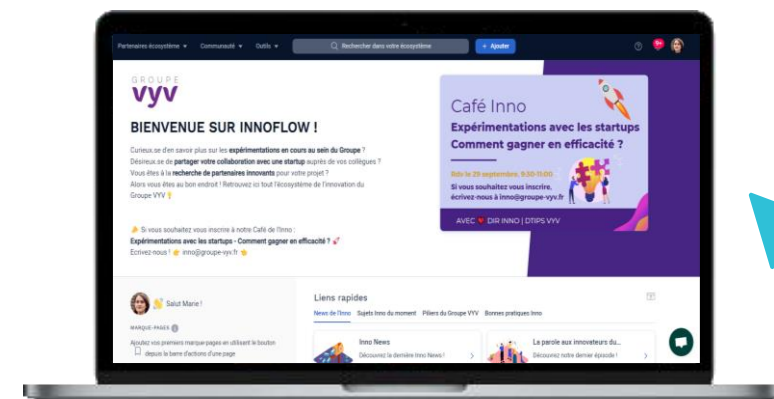 Partenaires écosystème
Communauté
Outils
Rechercher dans votre écosystème
+ Ajouter
9+
GROUPE
vyv
BIENVENUE SUR INNOFLOW !
Curieux.se d'en savoir plus sur les expérimentations en cours au sein du Groupe ?
Désireux.se de partager votre collaboration avec une startup auprès de vos collègues ?
Vous êtes à la recherche de partenaires innovants pour votre projet ?
Alors vous êtes au bon endroit ! Retrouvez ici tout l'écosystème de l'innovation du
Groupe VYV
Si vous souhaitez vous inscrire à notre Café de l'Inno :
Expérimentations avec les startups - Comment gagner en efficacité ?
Ecrivez-nous ! inno@groupe-vyv.fr
Café Inno
Expérimentations avec les startups
Comment gagner en efficacité ?
Rdv le 29 septembre, 9:30-11:00
Si vous souhaitez vous inscrire,
écrivez-nous à inno@groupe-vyv.fr
AVEC DIR INNO | DTIPS VYV
Salut Marie !
MARQUE-PAGES
Ajoutez vos premiers marque-pages en utilisant le bouton
depuis la barre d'actions d'une page
Liens rapides
News de l'Inno
Sujets Inno du moment
Piliers du Groupe VYV
Bonnes pratiques Inno
Inno News
Découvrez la dernière Inno News !
La parole aux innovateurs du...
Découvrez notre dernier épisode !